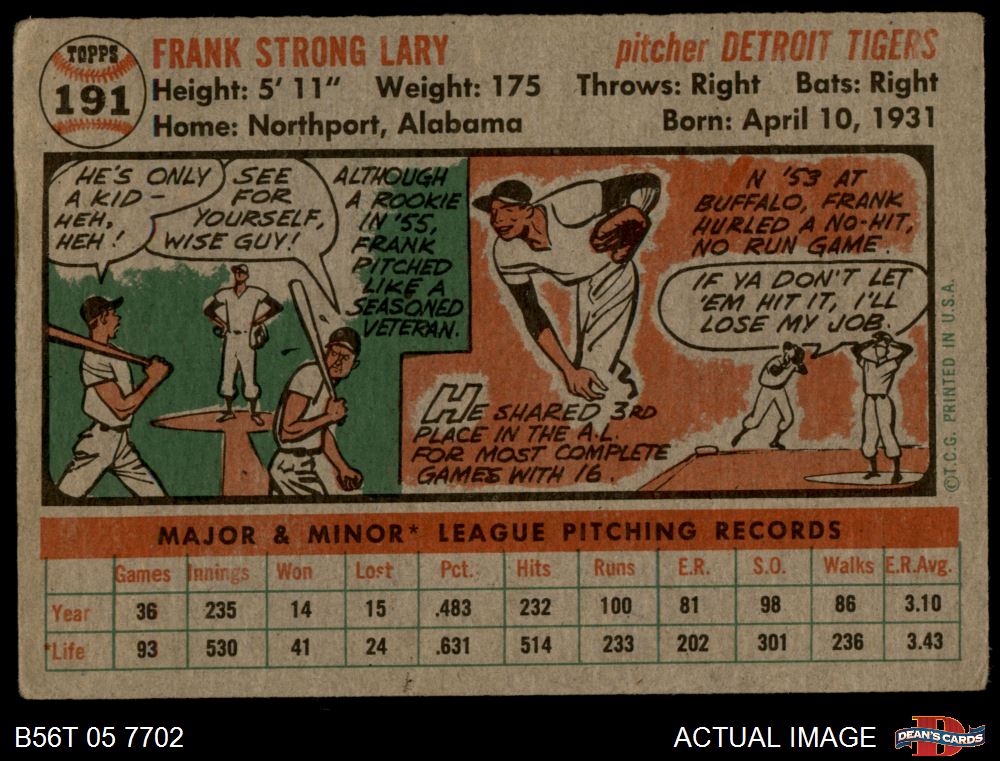 TOPPS
191
FRANK STRONG LARY
pitcher DETROIT TIGERS
Height: 5' 11" Weight: 175 Throws: Right Bats: Right
Home: Northport, Alabama Born: April 10, 1931
HE'S ONLY
A KID –
HEH,
HEH!
SEE
FOR
YOURSELF,
WISE GUY!
ALTHOUGH
A ROOKIE
IN '55,
FRANK
PITCHED
LIKE A
SEASONED
VETERAN.
HE SHARED 3RD
PLACE IN THE A.L.
FOR MOST COMPLETE
GAMES WITH 16.
N '53 AT
BUFFALO, FRANK
HURLED A NO-HIT,
NO RUN GAME.
IF YA DON'T LET
'EM HIT IT, I'LL
LOSE MY JOB.
©T.C.G. PRINTED IN U.S.A.
MAJOR & MINOR* LEAGUE PITCHING RECORDS
Games Innings Won Lost Pct. Hits Runs E.R. S.O. Walks E.R.Avg.
Year 36 235 14 15 .483 232 100 81 98 86 3.10
*Life 93 530 41 24 .631 514 233 202 301 236 3.43
B56T 05 7702
ACTUAL IMAGE
DEAN'S CARDS